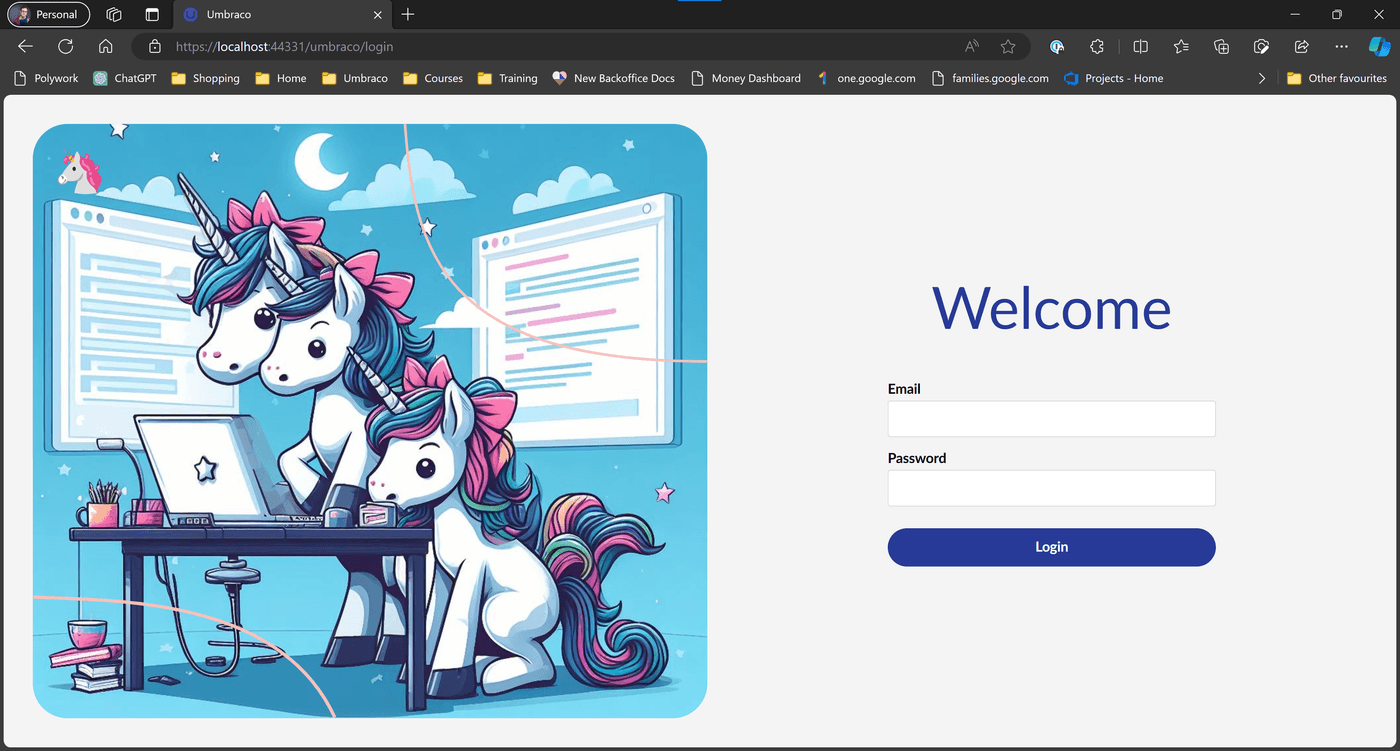 Personal
Umbraco
https://localhost:44331/umbraco/login
Polywork ChatGPT Shopping Home Umbraco Courses Training New Backoffice Docs Money Dashboard one.google.com families.google.com Projects - Home Other favourites
Welcome
Email
Password
Login